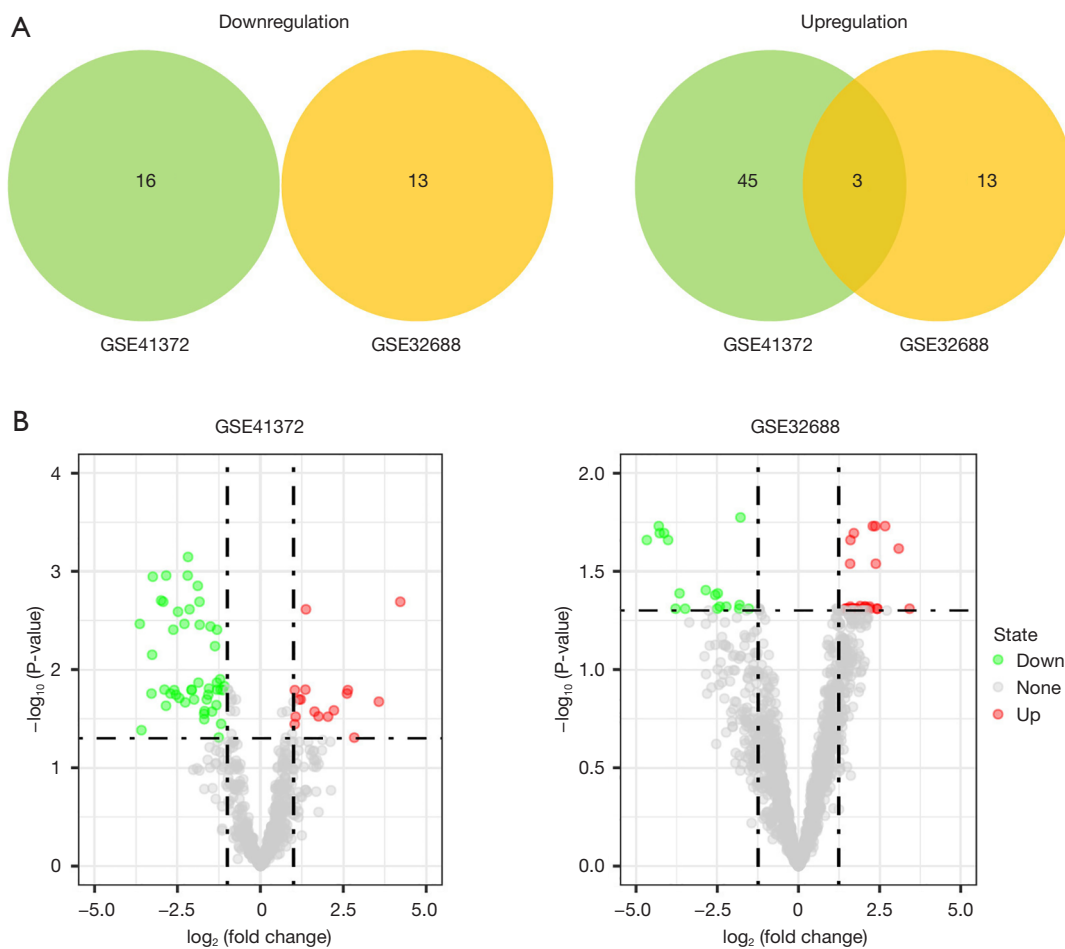 A
Downregulation
Upregulation
16
13
45
3
13
GSE41372
GSE32688
GSE41372
GSE32688
B
GSE41372
GSE32688
4
3
2
1
0
−log10 (P-value)
−5.0
−2.5
0
2.5
5.0
log2 (fold change)
2.0
1.5
1.0
0.5
0.0
−log10 (P-value)
−5.0
−2.5
0
2.5
5.0
log2 (fold change)
State
Down
None
Up